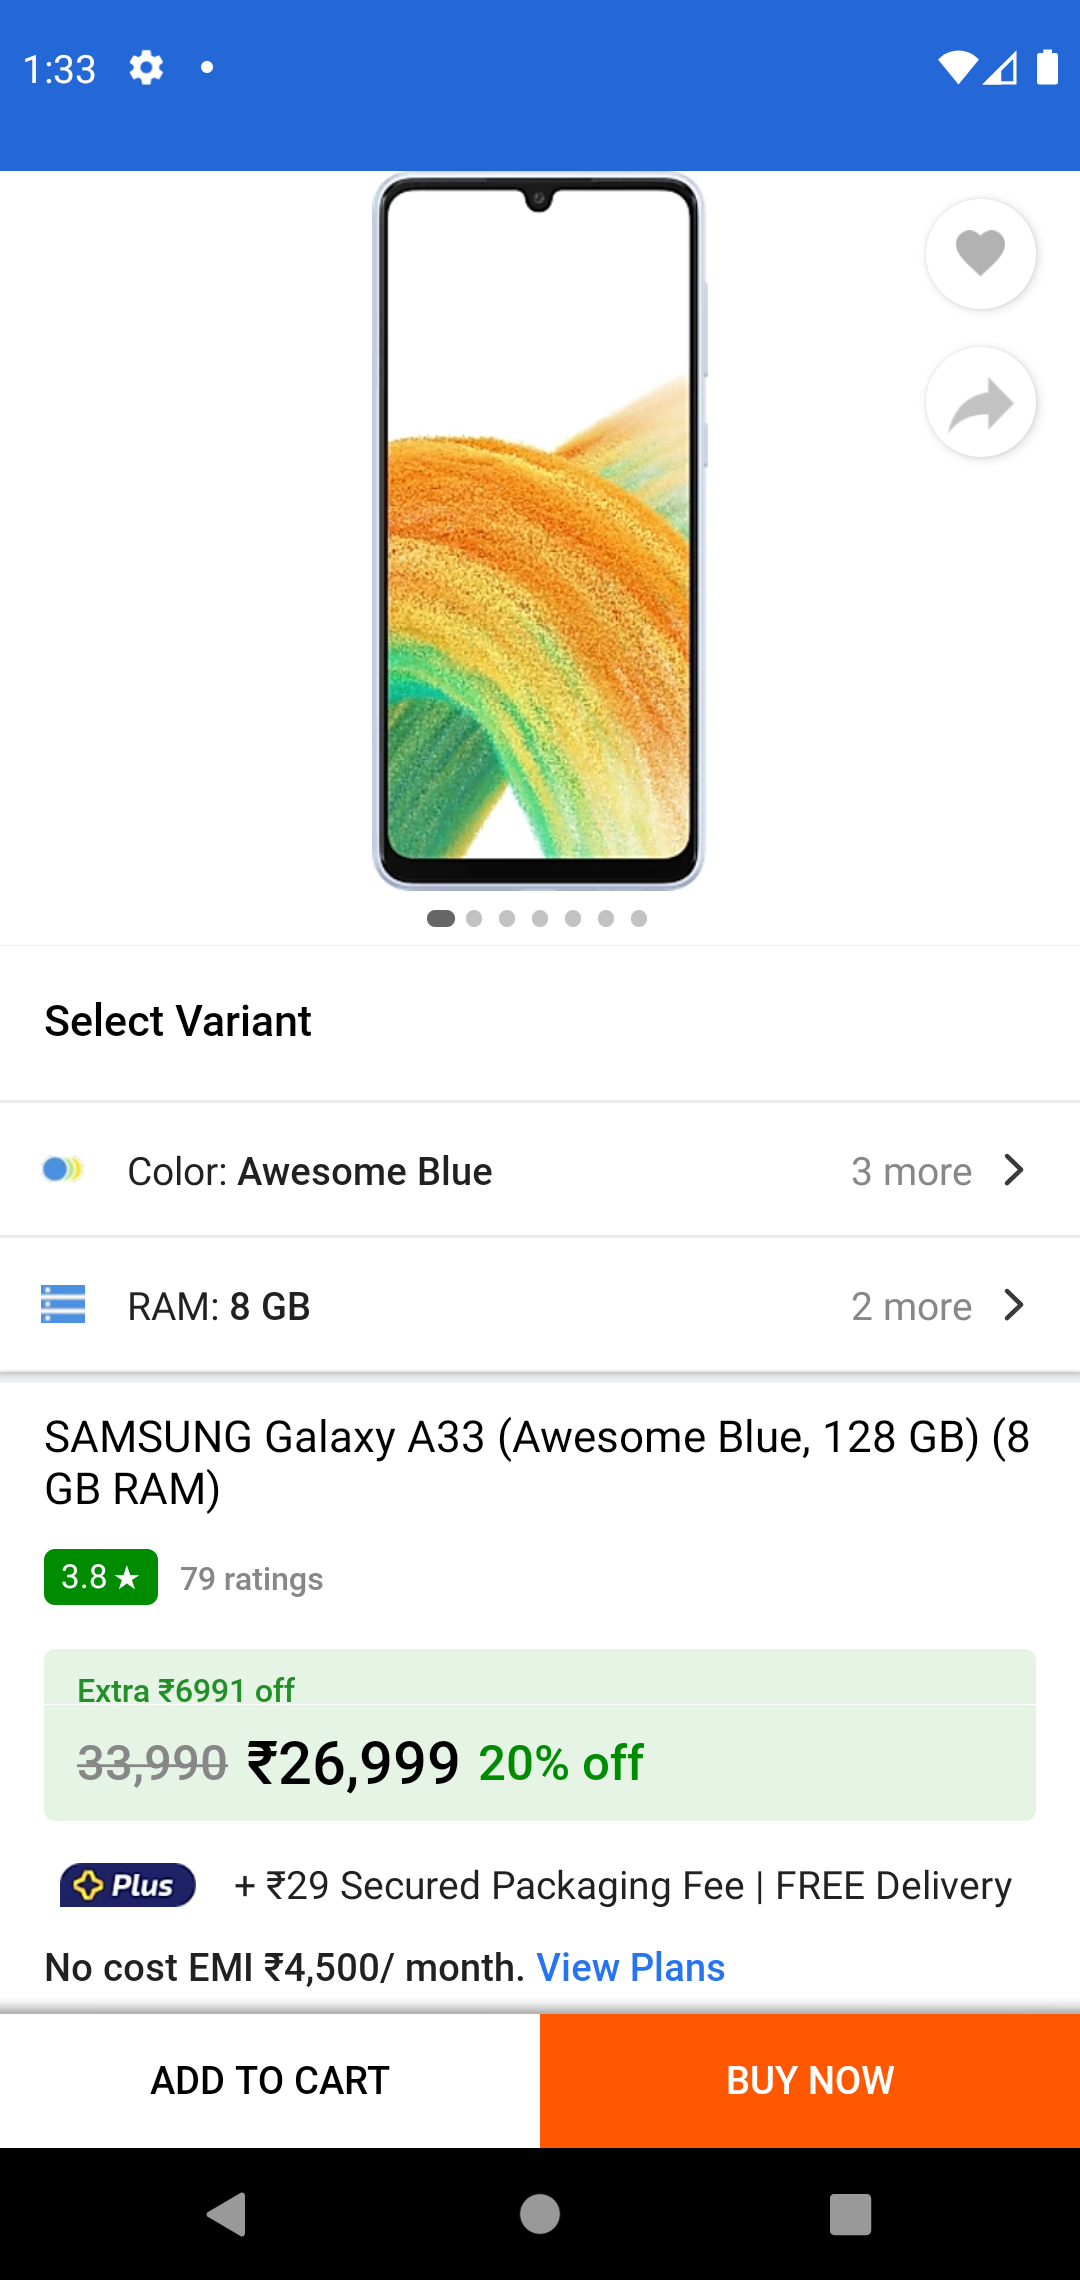 1:33
Select Variant
Color: Awesome Blue
3 more
RAM: 8 GB
2 more
SAMSUNG Galaxy A33 (Awesome Blue, 128 GB) (8
GB RAM)
3.8★ 79 ratings
Extra ₹6991 off
33,990 ₹26,999 20% off
Plus + ₹29 Secured Packaging Fee | FREE Delivery
No cost EMI ₹4,500/ month. View Plans
ADD TO CART
BUY NOW